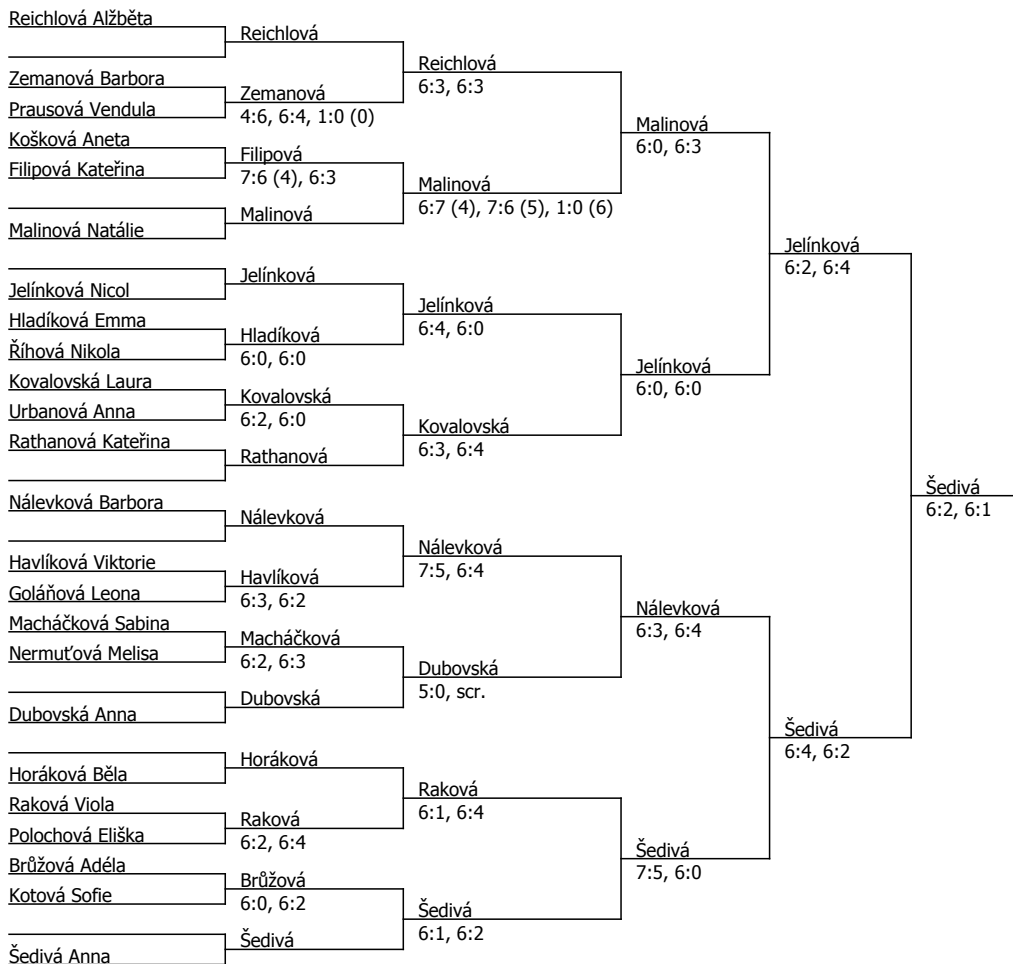 Reichlová Alžběta
Zemanová Barbora
Prausová Vendula
Košková Aneta
Filipová Kateřina
Malinová Natálie
Jelínková Nicol
Hladíková Emma
Říhová Nikola
Kovalovská Laura
Urbanová Anna
Rathanová Kateřina
Nálevková Barbora
Havlíková Viktorie
Goláňová Leona
Macháčková Sabina
Nermuťová Melisa
Dubovská Anna
Horáková Běla
Raková Viola
Polochová Eliška
Brůžová Adéla
Kotová Sofie
Šedivá Anna
Reichlová
Zemanová
4:6, 6:4, 1:0 (0)
Filipová
7:6 (4), 6:3
Malinová
Jelínková
Hladíková
6:0, 6:0
Kovalovská
6:2, 6:0
Rathanová
Nálevková
Havlíková
6:3, 6:2
Macháčková
6:2, 6:3
Dubovská
Horáková
Raková
6:2, 6:4
Brůžová
6:0, 6:2
Šedivá
Reichlová
6:3, 6:3
Malinová
6:7 (4), 7:6 (5), 1:0 (6)
Jelínková
6:4, 6:0
Kovalovská
6:3, 6:4
Nálevková
7:5, 6:4
Dubovská
5:0, scr.
Raková
6:1, 6:4
Šedivá
6:1, 6:2
Malinová
6:0, 6:3
Jelínková
6:0, 6:0
Nálevková
6:3, 6:4
Šedivá
7:5, 6:0
Jelínková
6:2, 6:4
Šedivá
6:4, 6:2
Šedivá
6:2, 6:1